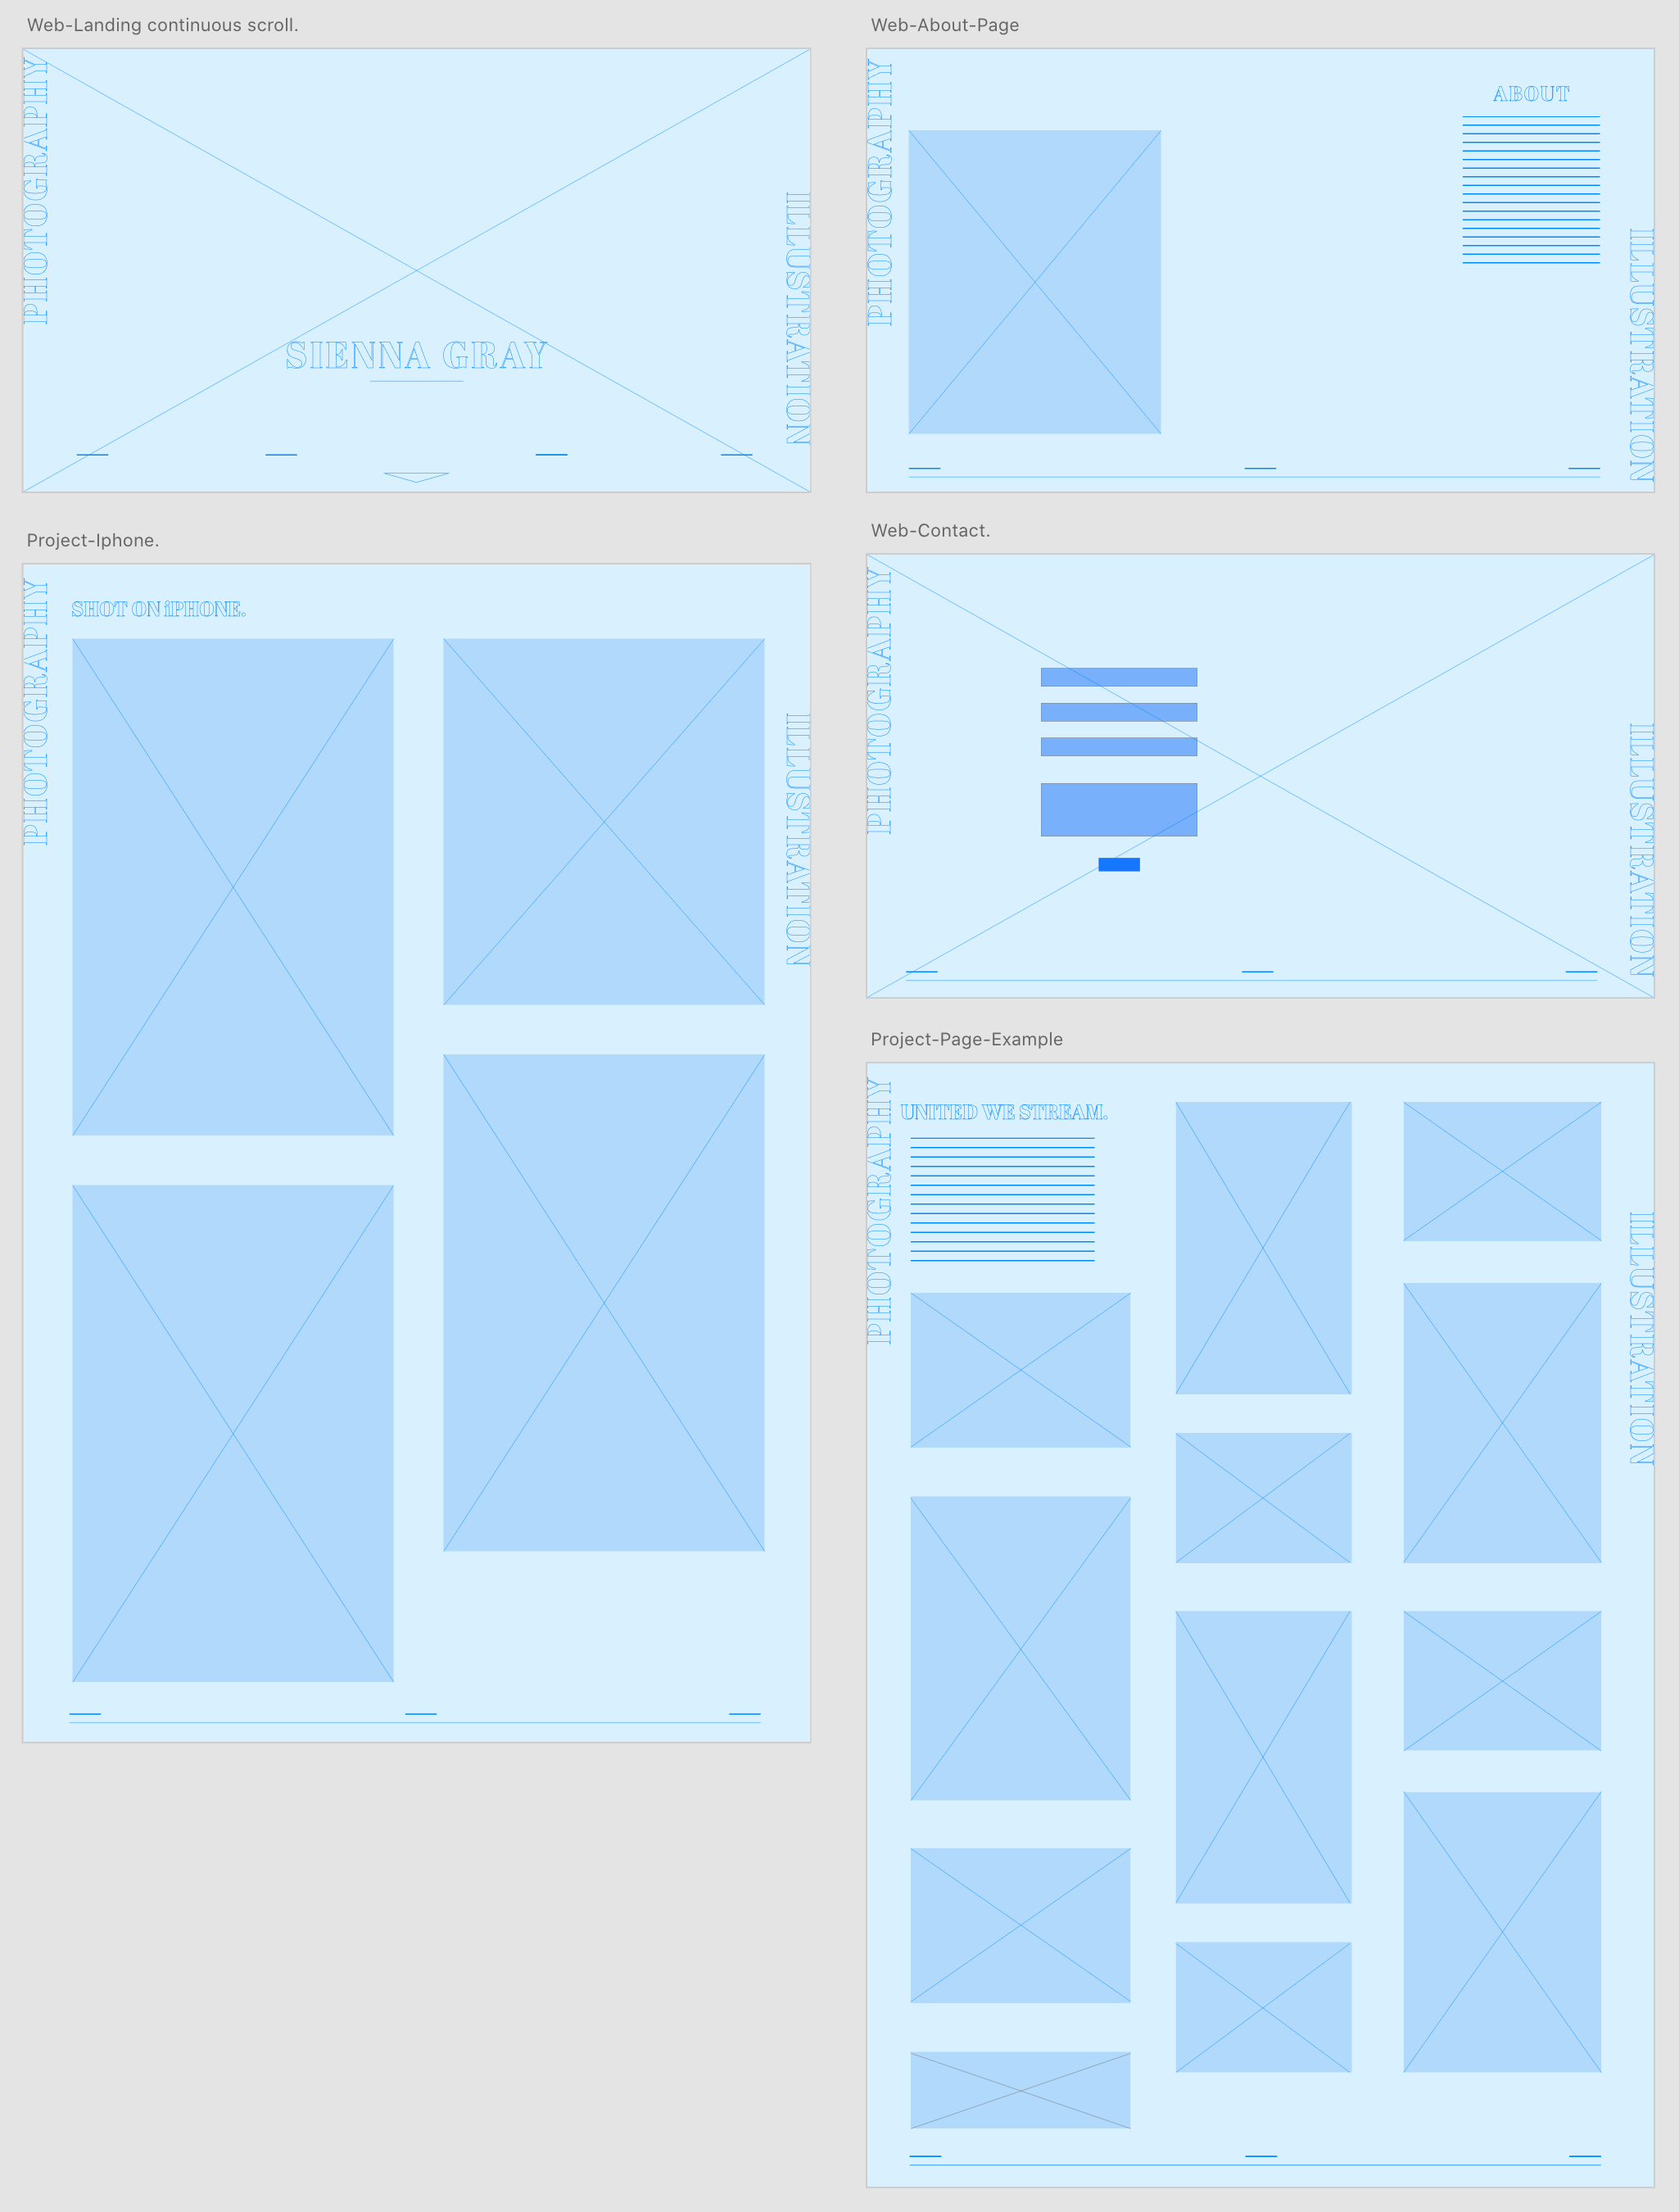 Web-Landing continuous scroll.
PHOTOGRAPHY
ILLUSTRATION
SIENNA GRAY
Web-About-Page
PHOTOGRAPHY
ABOUT
ILLUSTRATION
Project-Iphone.
PHOTOGRAPHY
SHOT ON iPHONE.
ILLUSTRATION
Web-Contact.
PHOTOGRAPHY
ILLUSTRATION
Project-Page-Example
PHOTOGRAPHY
UNITED WE STREAM.
ILLUSTRATION